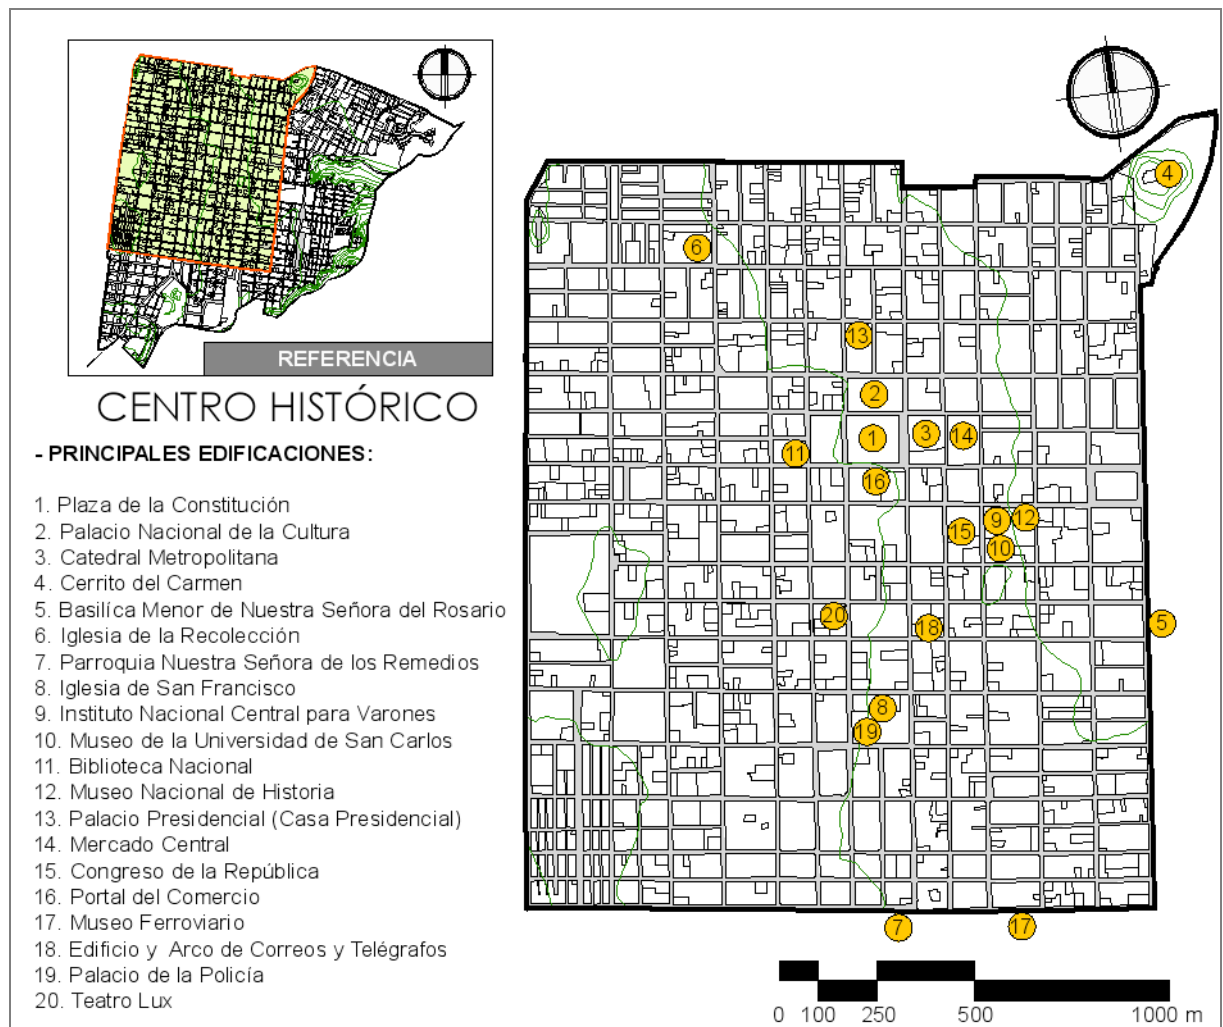 REFERENCIA
CENTRO HISTÓRICO
- PRINCIPALES EDIFICACIONES:
1. Plaza de la Constitución
2. Palacio Nacional de la Cultura
3. Catedral Metropolitana
4. Cerrito del Carmen
5. Basilíca Menor de Nuestra Señora del Rosario
6. Iglesia de la Recolección
7. Parroquia Nuestra Señora de los Remedios
8. Iglesia de San Francisco
9. Instituto Nacional Central para Varones
10. Museo de la Universidad de San Carlos
11. Biblioteca Nacional
12. Museo Nacional de Historia
13. Palacio Presidencial (Casa Presidencial)
14. Mercado Central
15. Congreso de la República
16. Portal del Comercio
17. Museo Ferroviario
18. Edificio y Arco de Correos y Telégrafos
19. Palacio de la Policía
20. Teatro Lux
4
6
13
2
1
3
14
11
16
9
12
15
10
20
18
5
8
19
7
17
0 100 250 500 1000 m